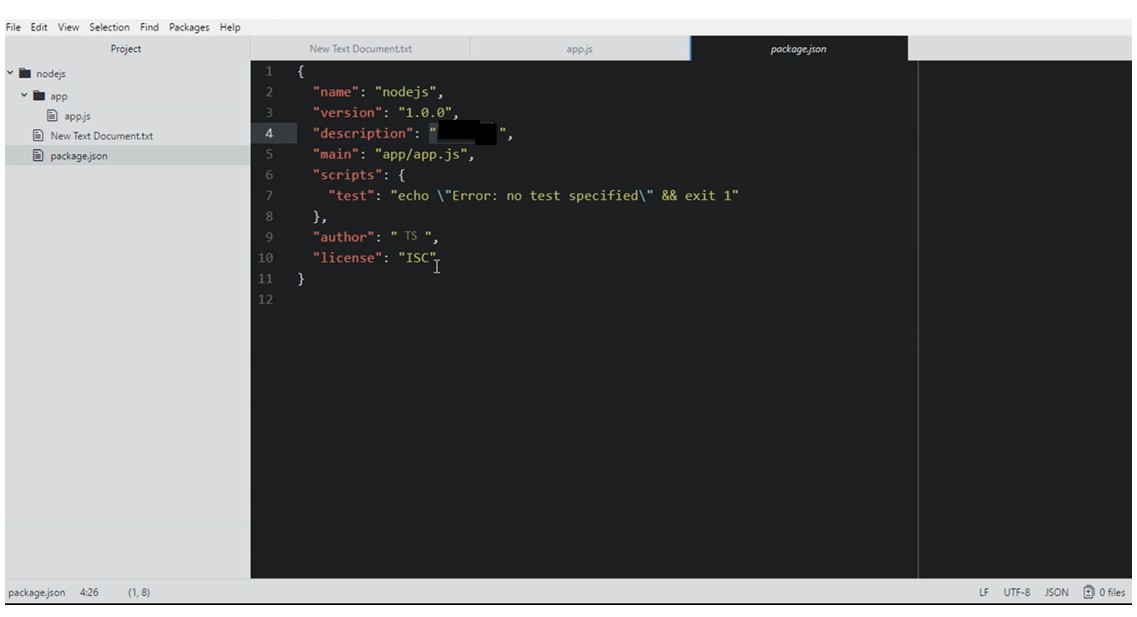 File Edit View Selection Find Packages Help
Project
New Text Document.txt
app.js
package.json
nodejs
app
app.js
New Text Document.txt
package.json
1 {
2 "name": "nodejs",
3 "version": "1.0.0",
4 "description": " ",
5 "main": "app/app.js",
6 "scripts": {
7 "test": "echo \"Error: no test specified\" && exit 1"
8 },
9 "author": " TS ",
10 "license": "ISC"
11 }
12
package.json 4:26 (1, 8)
LF UTF-8 JSON 0 files